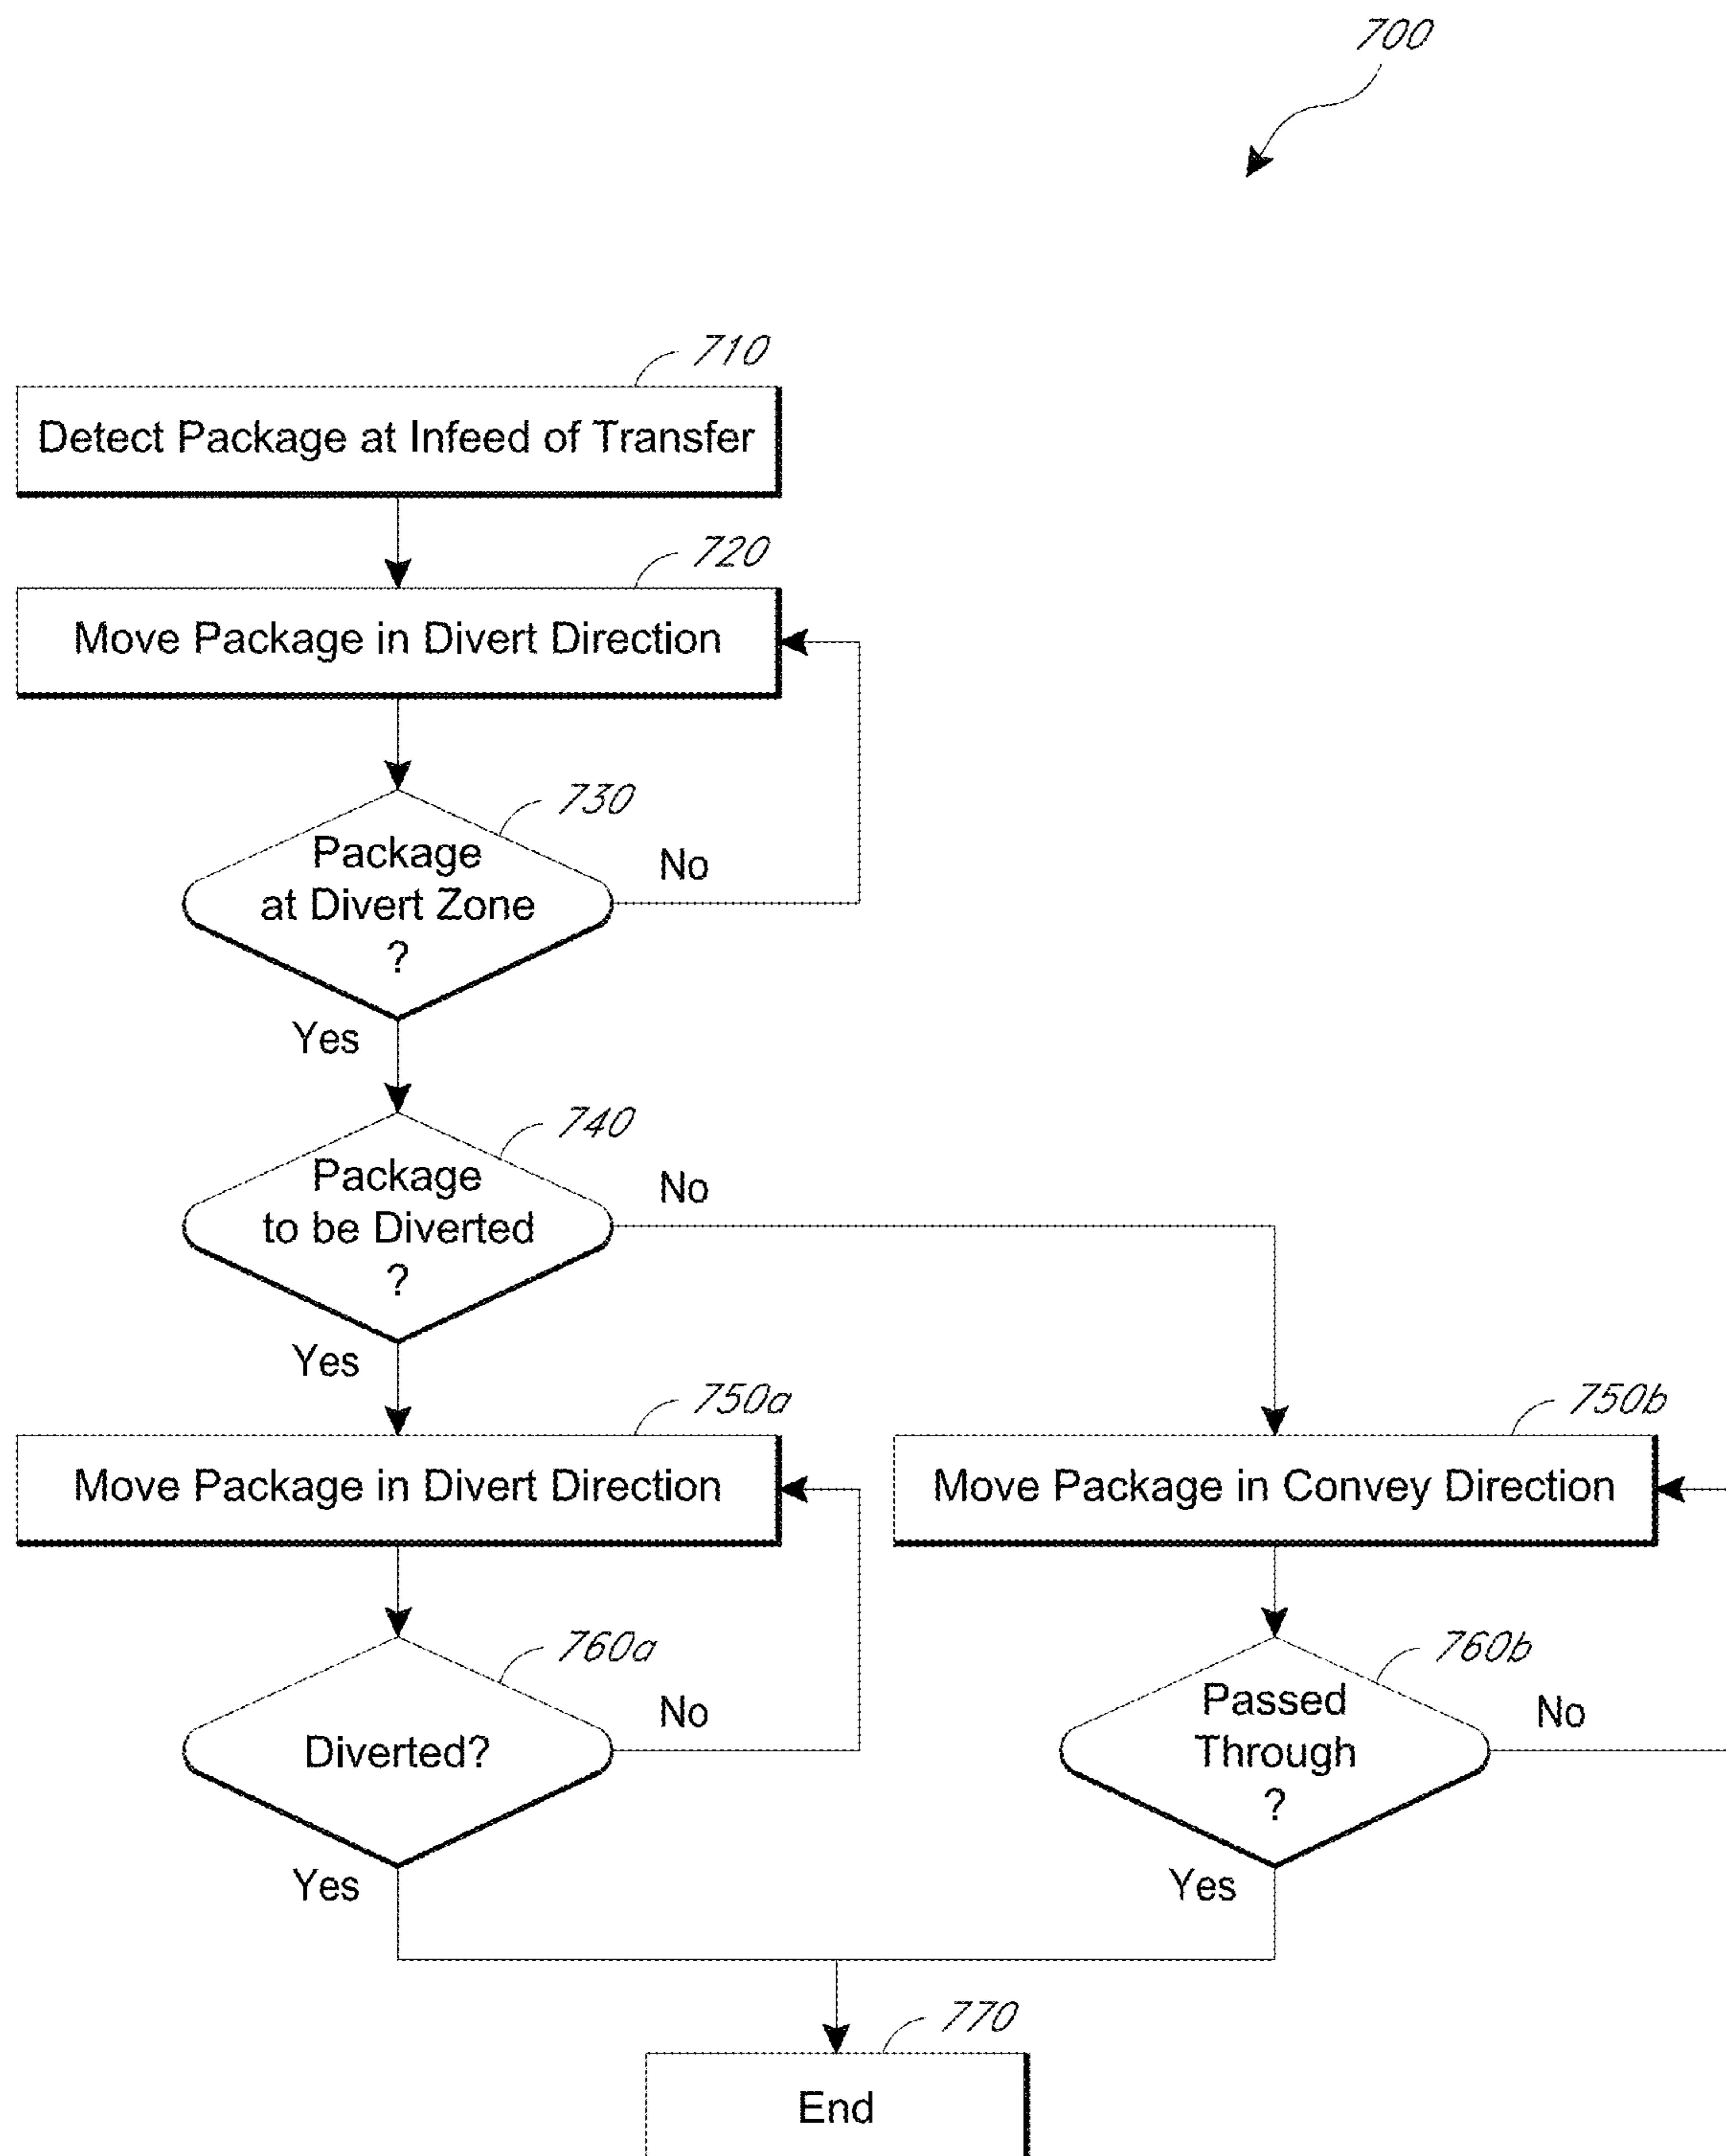 700
710
Detect Package at Infeed of Transfer
720
Move Package in Divert Direction
730
Package
at Divert Zone
?
No
Yes
740
Package
to be Diverted
?
No
Yes
750a
Move Package in Divert Direction
750b
Move Package in Convey Direction
760a
Diverted?
No
Yes
760b
Passed
Through
?
No
Yes
770
End